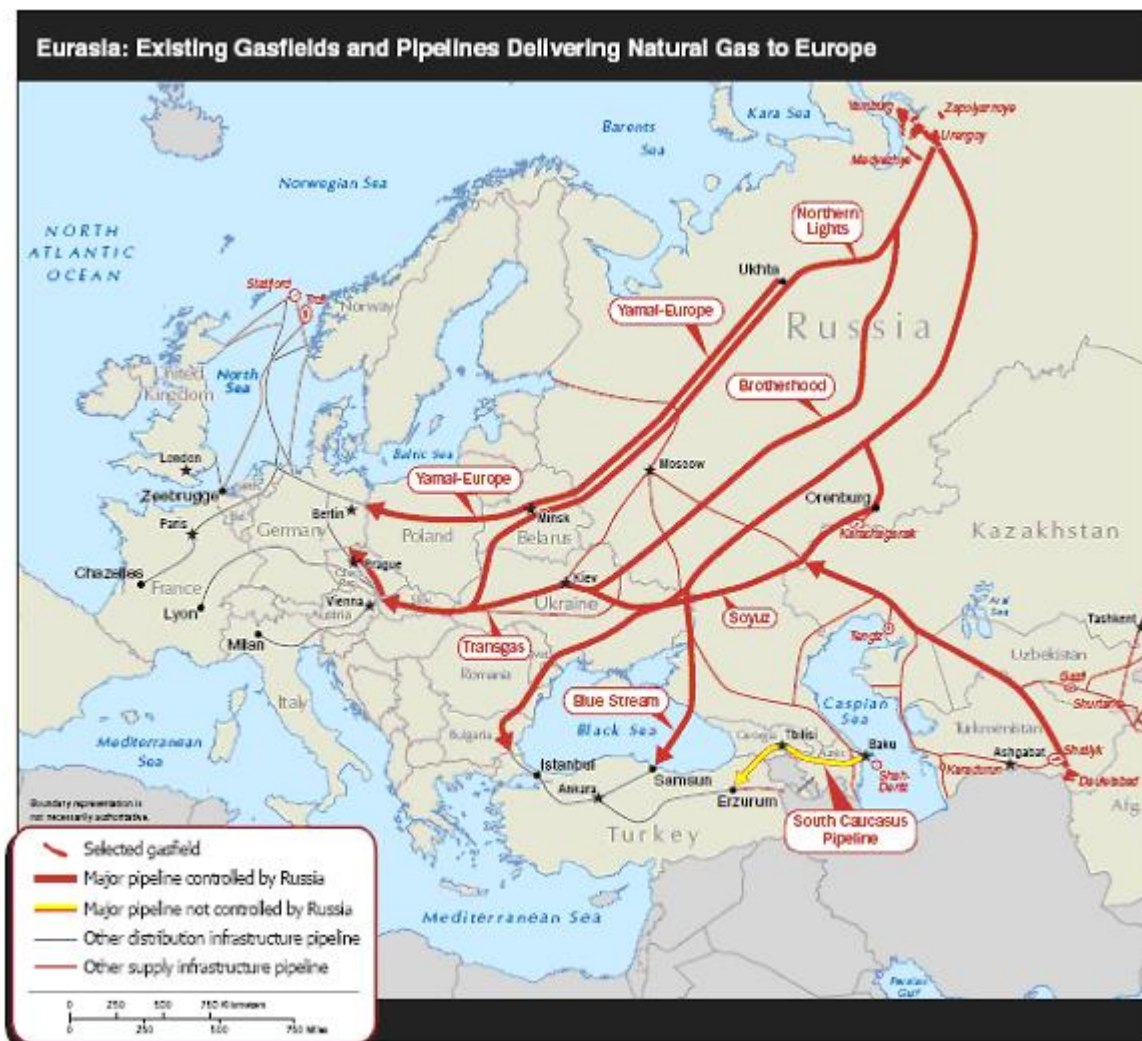 Eurasia: Existing Gasfields and Pipelines Delivering Natural Gas to Europe
Kara Sea
Yamburg
Zapolyarnoye
Urengoy
Medvezhye
Barents
Sea
Norwegian Sea
NORTH
ATLANTIC
OCEAN
Northern
Lights
Ukhta
Statford
Troll
Norway
Yamal-Europe
Russia
United
Kingdom
North
Sea
Brotherhood
Baltic Sea
London
Moscow
Zeebrugge
Yamal-Europe
Orenburg
Paris
Berlin
Minsk
Germany
Poland
Belarus
Karachaganak
Kazakhstan
Prague
Chazelles
France
Kiev
Lyon
Vienna
Austria
Ukraine
Aral
Sea
Tashkent
Milan
Transgas
Soyuz
Tengiz
Uzbekistan
Romania
Gazli
Shurtan
Italy
Blue Stream
Caspian
Sea
Bulgaria
Black Sea
Georgia
Tbilisi
Turkmenistan
Mediterranean
Sea
Azer.
Baku
Ashgabat
Shatlyk
Istanbul
Samsun
Shah
Deniz
Dauletabad
Ankara
Erzurum
Afg
Boundary representation is
not necessarily authoritative.
Turkey
South Caucasus
Pipeline
Selected gasfield
Major pipeline controlled by Russia
Major pipeline not controlled by Russia
Mediterranean Sea
Other distribution infrastructure pipeline
Other supply infrastructure pipeline
Persian
Gulf
0 250 500 750 Kilometers
0 250 500 750 Miles